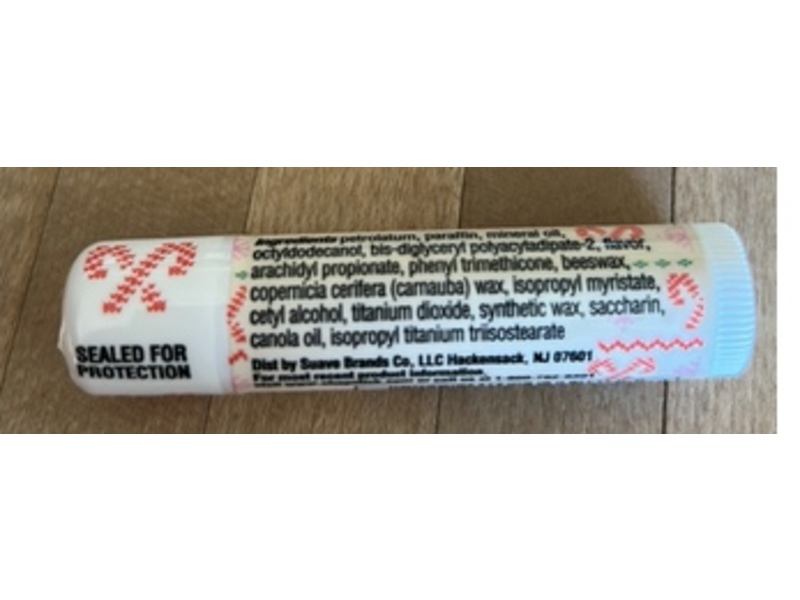 SEALED FOR
PROTECTION
Ingredients petrolatum, paraffin, mineral oil,
octyldodecanol, bis-diglyceryl polyacyladipate-2, flavor,
arachidyl propionate, phenyl trimethicone, beeswax,
copernicia cerifera (carnauba) wax, isopropyl myristate,
cetyl alcohol, titanium dioxide, synthetic wax, saccharin,
canola oil, isopropyl titanium triisostearate
Dist by Suave Brands Co, LLC Hackensack, NJ 07601
For most recent product information,